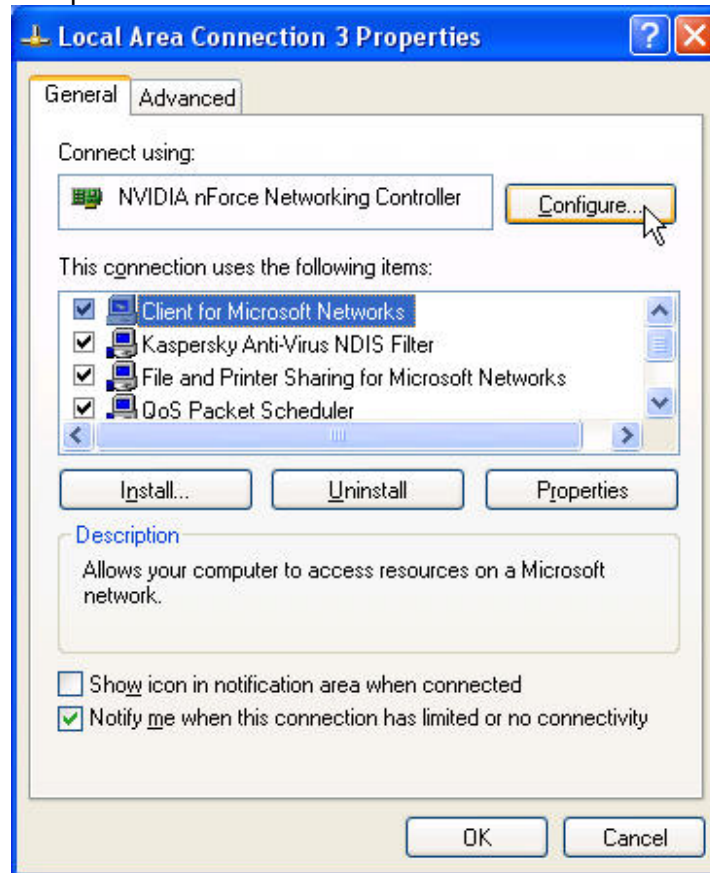 Local Area Connection 3 Properties
General Advanced
Connect using:
NVIDIA nForce Networking Controller Configure...
This connection uses the following items:
Client for Microsoft Networks
Kaspersky Anti-Virus NDIS Filter
File and Printer Sharing for Microsoft Networks
QoS Packet Scheduler
Install... Uninstall Properties
Description
Allows your computer to access resources on a Microsoft
network.
Show icon in notification area when connected
Notify me when this connection has limited or no connectivity
OK Cancel